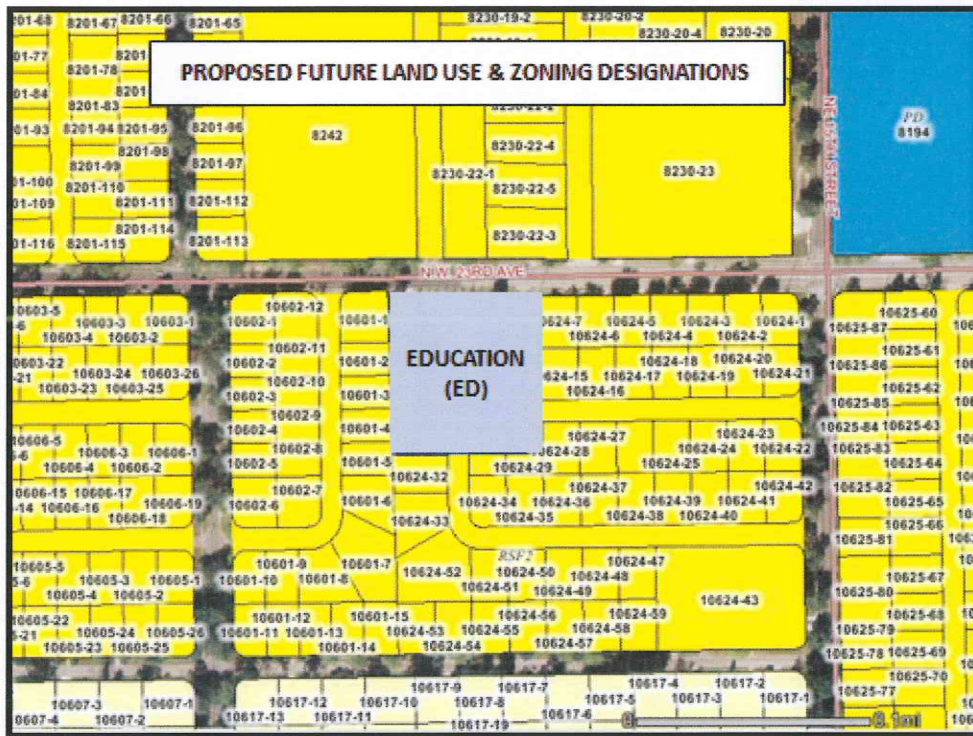 01-68 8201-67 8201-66 8201-65 8230-19-2 8230-20-2
8230-20-4 8230-20
01-77 8201-78
PROPOSED FUTURE LAND USE & ZONING DESIGNATIONS
01-84 8201-83
01-93 8201-94 8201-95 8201-96 8242 8230-22-4 PD
8194
8201-98
8201-99 8201-97 8230-22-1 8230-23
01-100 8201-110 8230-22-5
01-109 8201-111 8201-112
8201-114
01-116 8201-115 8201-113 8230-22-3
NE 15TH STREET
N.W. 23RD AVE
10603-5 10603-3 10603-1 10602-12 10602-1 10601-1 10624-7 10624-5 10624-3 10624-1 10625-60
10603-4 10603-2 10602-11 10624-6 10624-4 10624-2 10625-87
EDUCATION
(ED)
10603-22 10603-24 10603-26 10602-2 10601-2 10624-18 10624-20 10625-61
10603-23 10603-25 10602-10 10601-3 10624-15 10624-17 10624-19 10624-21 10625-86
10602-3 10624-16 10625-62
10602-9 10625-85
10606-5 10606-3 10606-1 10602-4 10601-4 10624-27 10624-23 10625-84 10625-63
10606-4 10606-2 10602-8 10601-5 10624-28 10624-24 10624-22 10625-83
10602-5 10624-32 10624-29 10624-25 10625-64
10606-15 10606-17 10602-7 10624-37 10624-42 10625-82
10606-16 10606-19 10602-6 10601-6 10624-34 10624-36 10624-39 10624-41 10625-65
10606-18 10624-33 10624-35 10624-38 10624-40 10625-66
10625-81
10605-5 10605-3 10605-1 10601-9 10601-7 RSF2 10624-47
10605-4 10605-2 10601-10 10601-8 10624-52 10624-50 10624-48 10625-67
10624-51 10624-49 10624-43 10625-80
10605-22 10605-24 10605-26 10601-12 10601-15 10624-56 10624-59 10625-68
10605-23 10605-25 10601-11 10601-13 10624-53 10624-55 10624-58 10625-79
10601-14 10624-54 10624-57 10625-78 10625-69
10607-3 10607-1 10617-12 10617-10 10617-9 10617-7 10617-4 10617-2 10625-70
10607-4 10607-2 10617-13 10617-11 10617-8 10617-6 10617-5 10617-3 10617-1 10625-77
10617-19 0 0.1mi